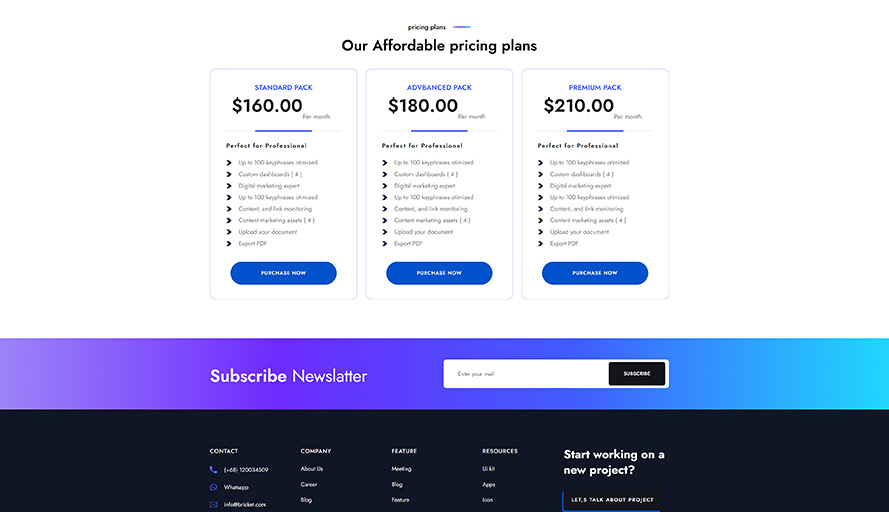 pricing plans
Our Affordable pricing plans
STANDARD PACK
$160.00
Per month
Perfect for Professional
Up to 100 keyphrases otimized
Custom dashboards ( 4 )
Digital marketing expert
Up to 100 keyphrases otimized
Content, and link monitoring
Content marketing assets ( 4 )
Upload your document
Export PDF
PURCHASE NOW
ADVBANCED PACK
$180.00
Per month
Perfect for Professional
Up to 100 keyphrases otimized
Custom dashboards ( 4 )
Digital marketing expert
Up to 100 keyphrases otimized
Content, and link monitoring
Content marketing assets ( 4 )
Upload your document
Export PDF
PURCHASE NOW
PREMIUM PACK
$210.00
Per month
Perfect for Professional
Up to 100 keyphrases otimized
Custom dashboards ( 4 )
Digital marketing expert
Up to 100 keyphrases otimized
Content, and link monitoring
Content marketing assets ( 4 )
Upload your document
Export PDF
PURCHASE NOW
Subscribe Newslatter
Enter your mail
SUBSCRIBE
CONTACT
(+68) 120034509
Whatsapp
info@bricket.com
COMPANY
About Us
Career
Blog
FEATURE
Meeting
Blog
Feature
RESOURCES
Ui kit
Apps
Icon
Start working on a
new project?
LET,S TALK ABOUT PROJECT